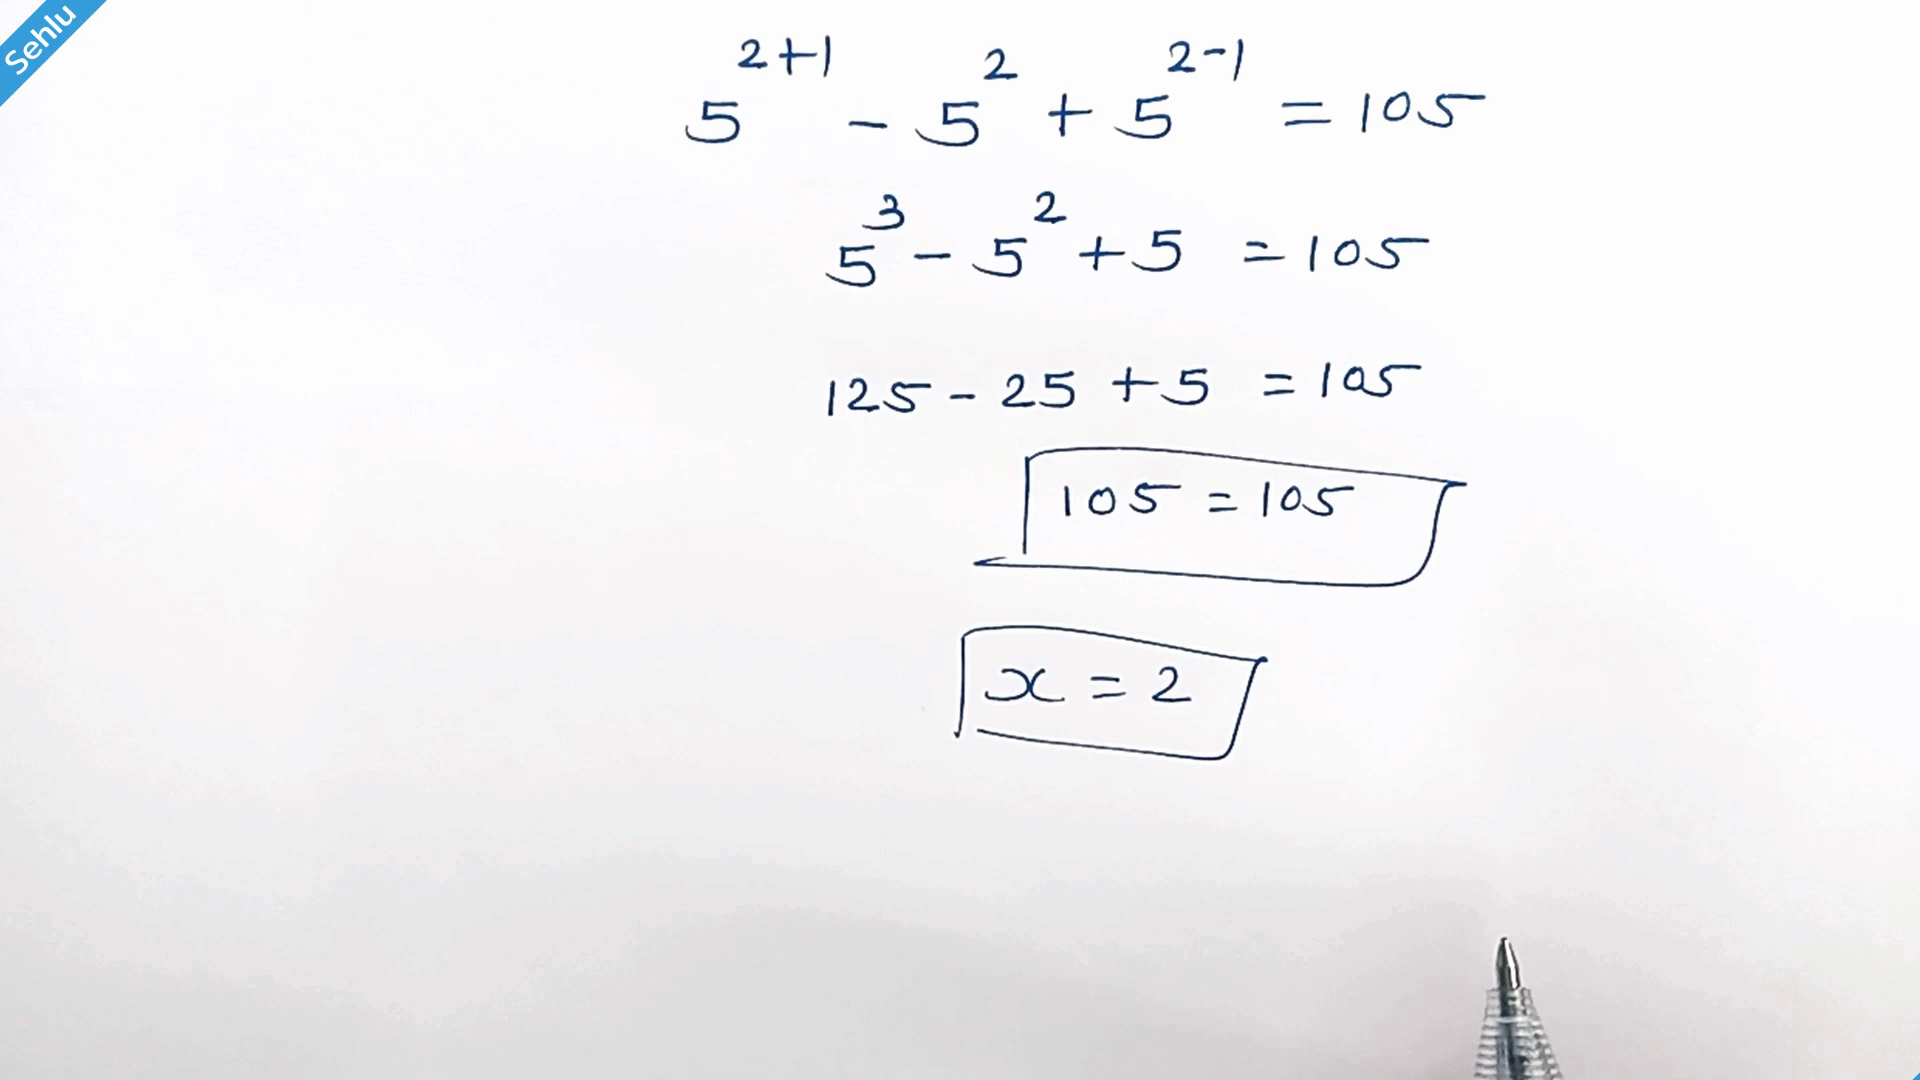 Sehlu
5^{2+1} - 5^2 + 5^{2-1} = 105
5^3 - 5^2 + 5 = 105
125 - 25 + 5 = 105
105 = 105
x = 2